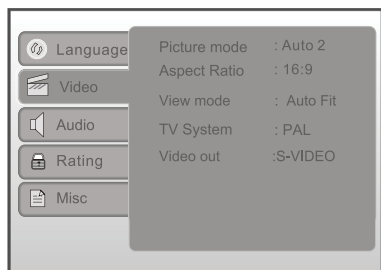 Language
Video
Audio
Rating
Misc
Picture mode : Auto 2
Aspect Ratio : 16:9
View mode : Auto Fit
TV System : PAL
Video out :S-VIDEO